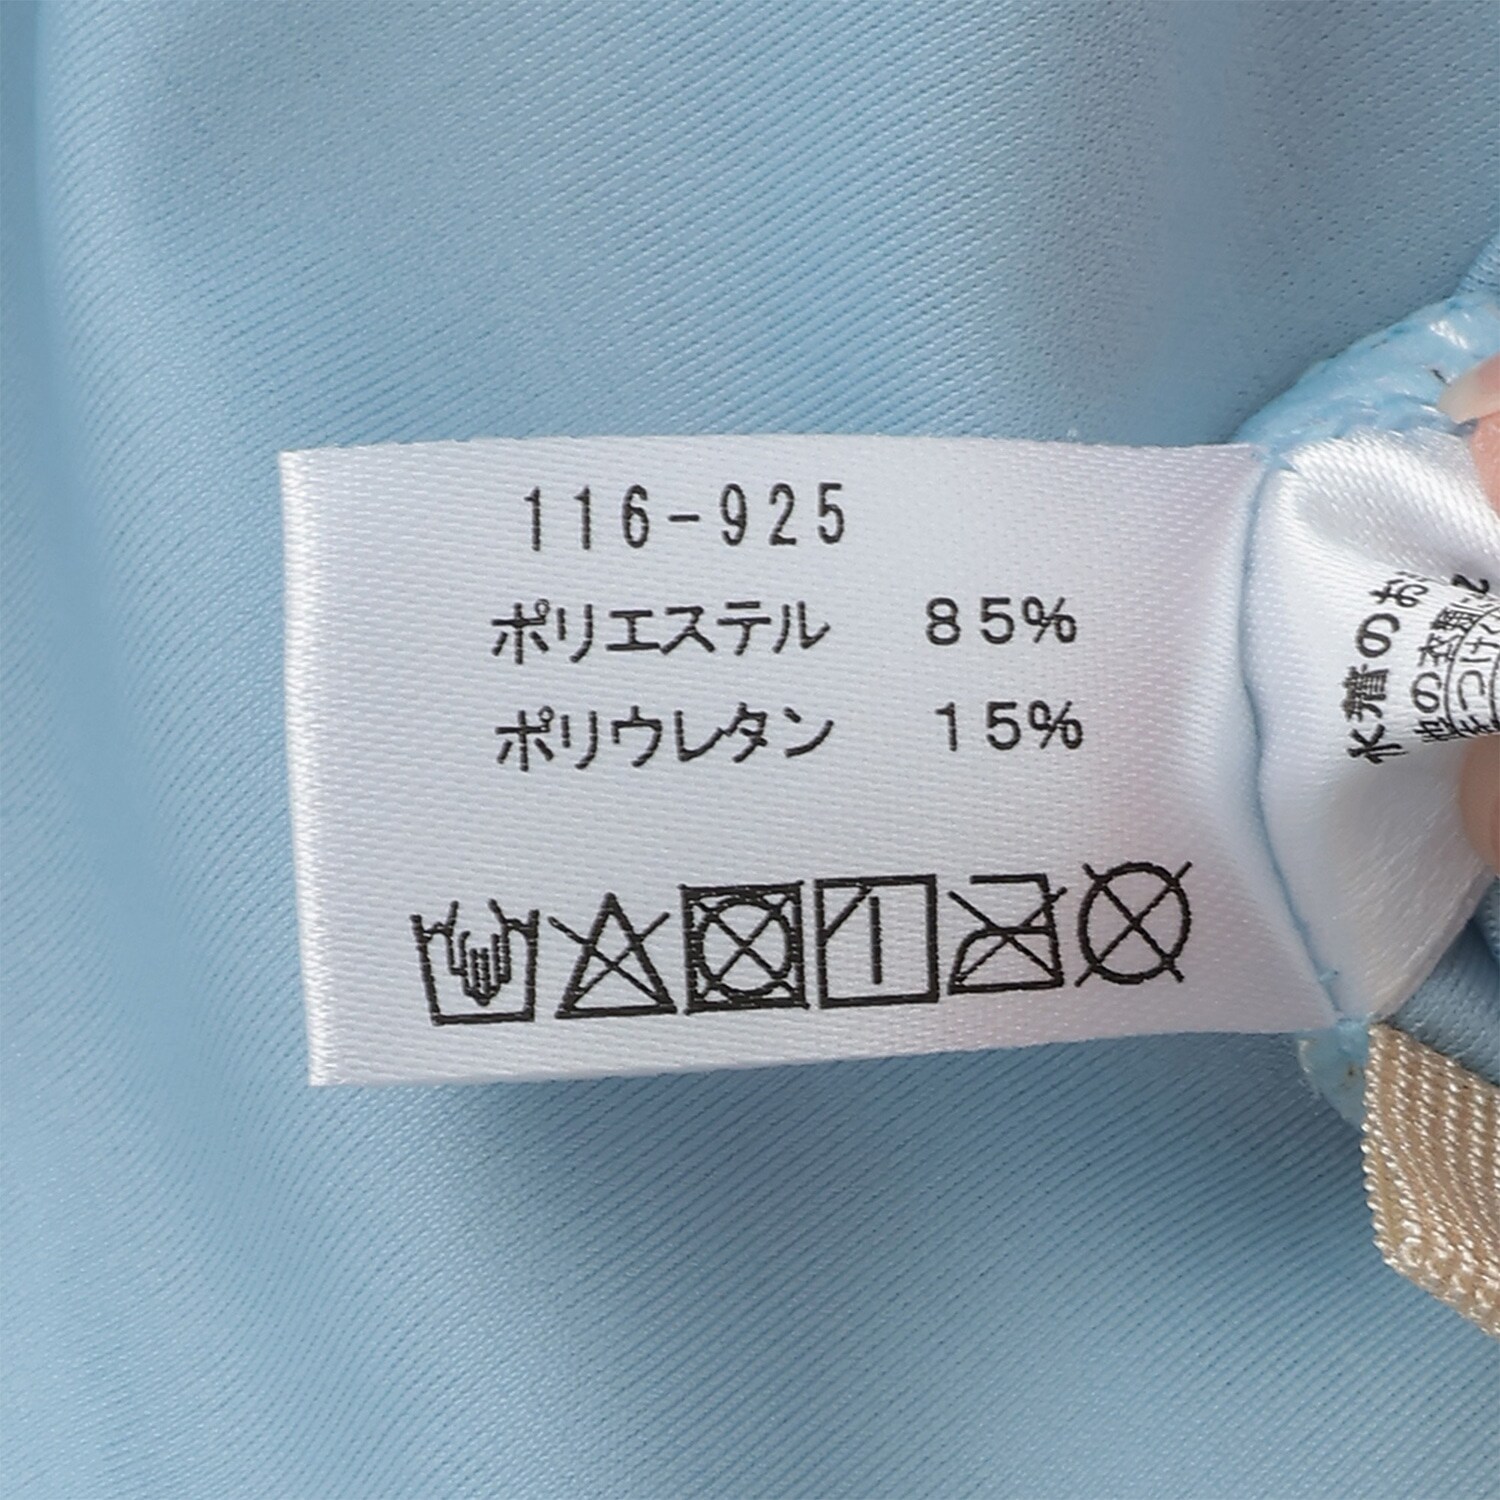 116-925
ポリエステル 85%
ポリウレタン 15%
水着のお